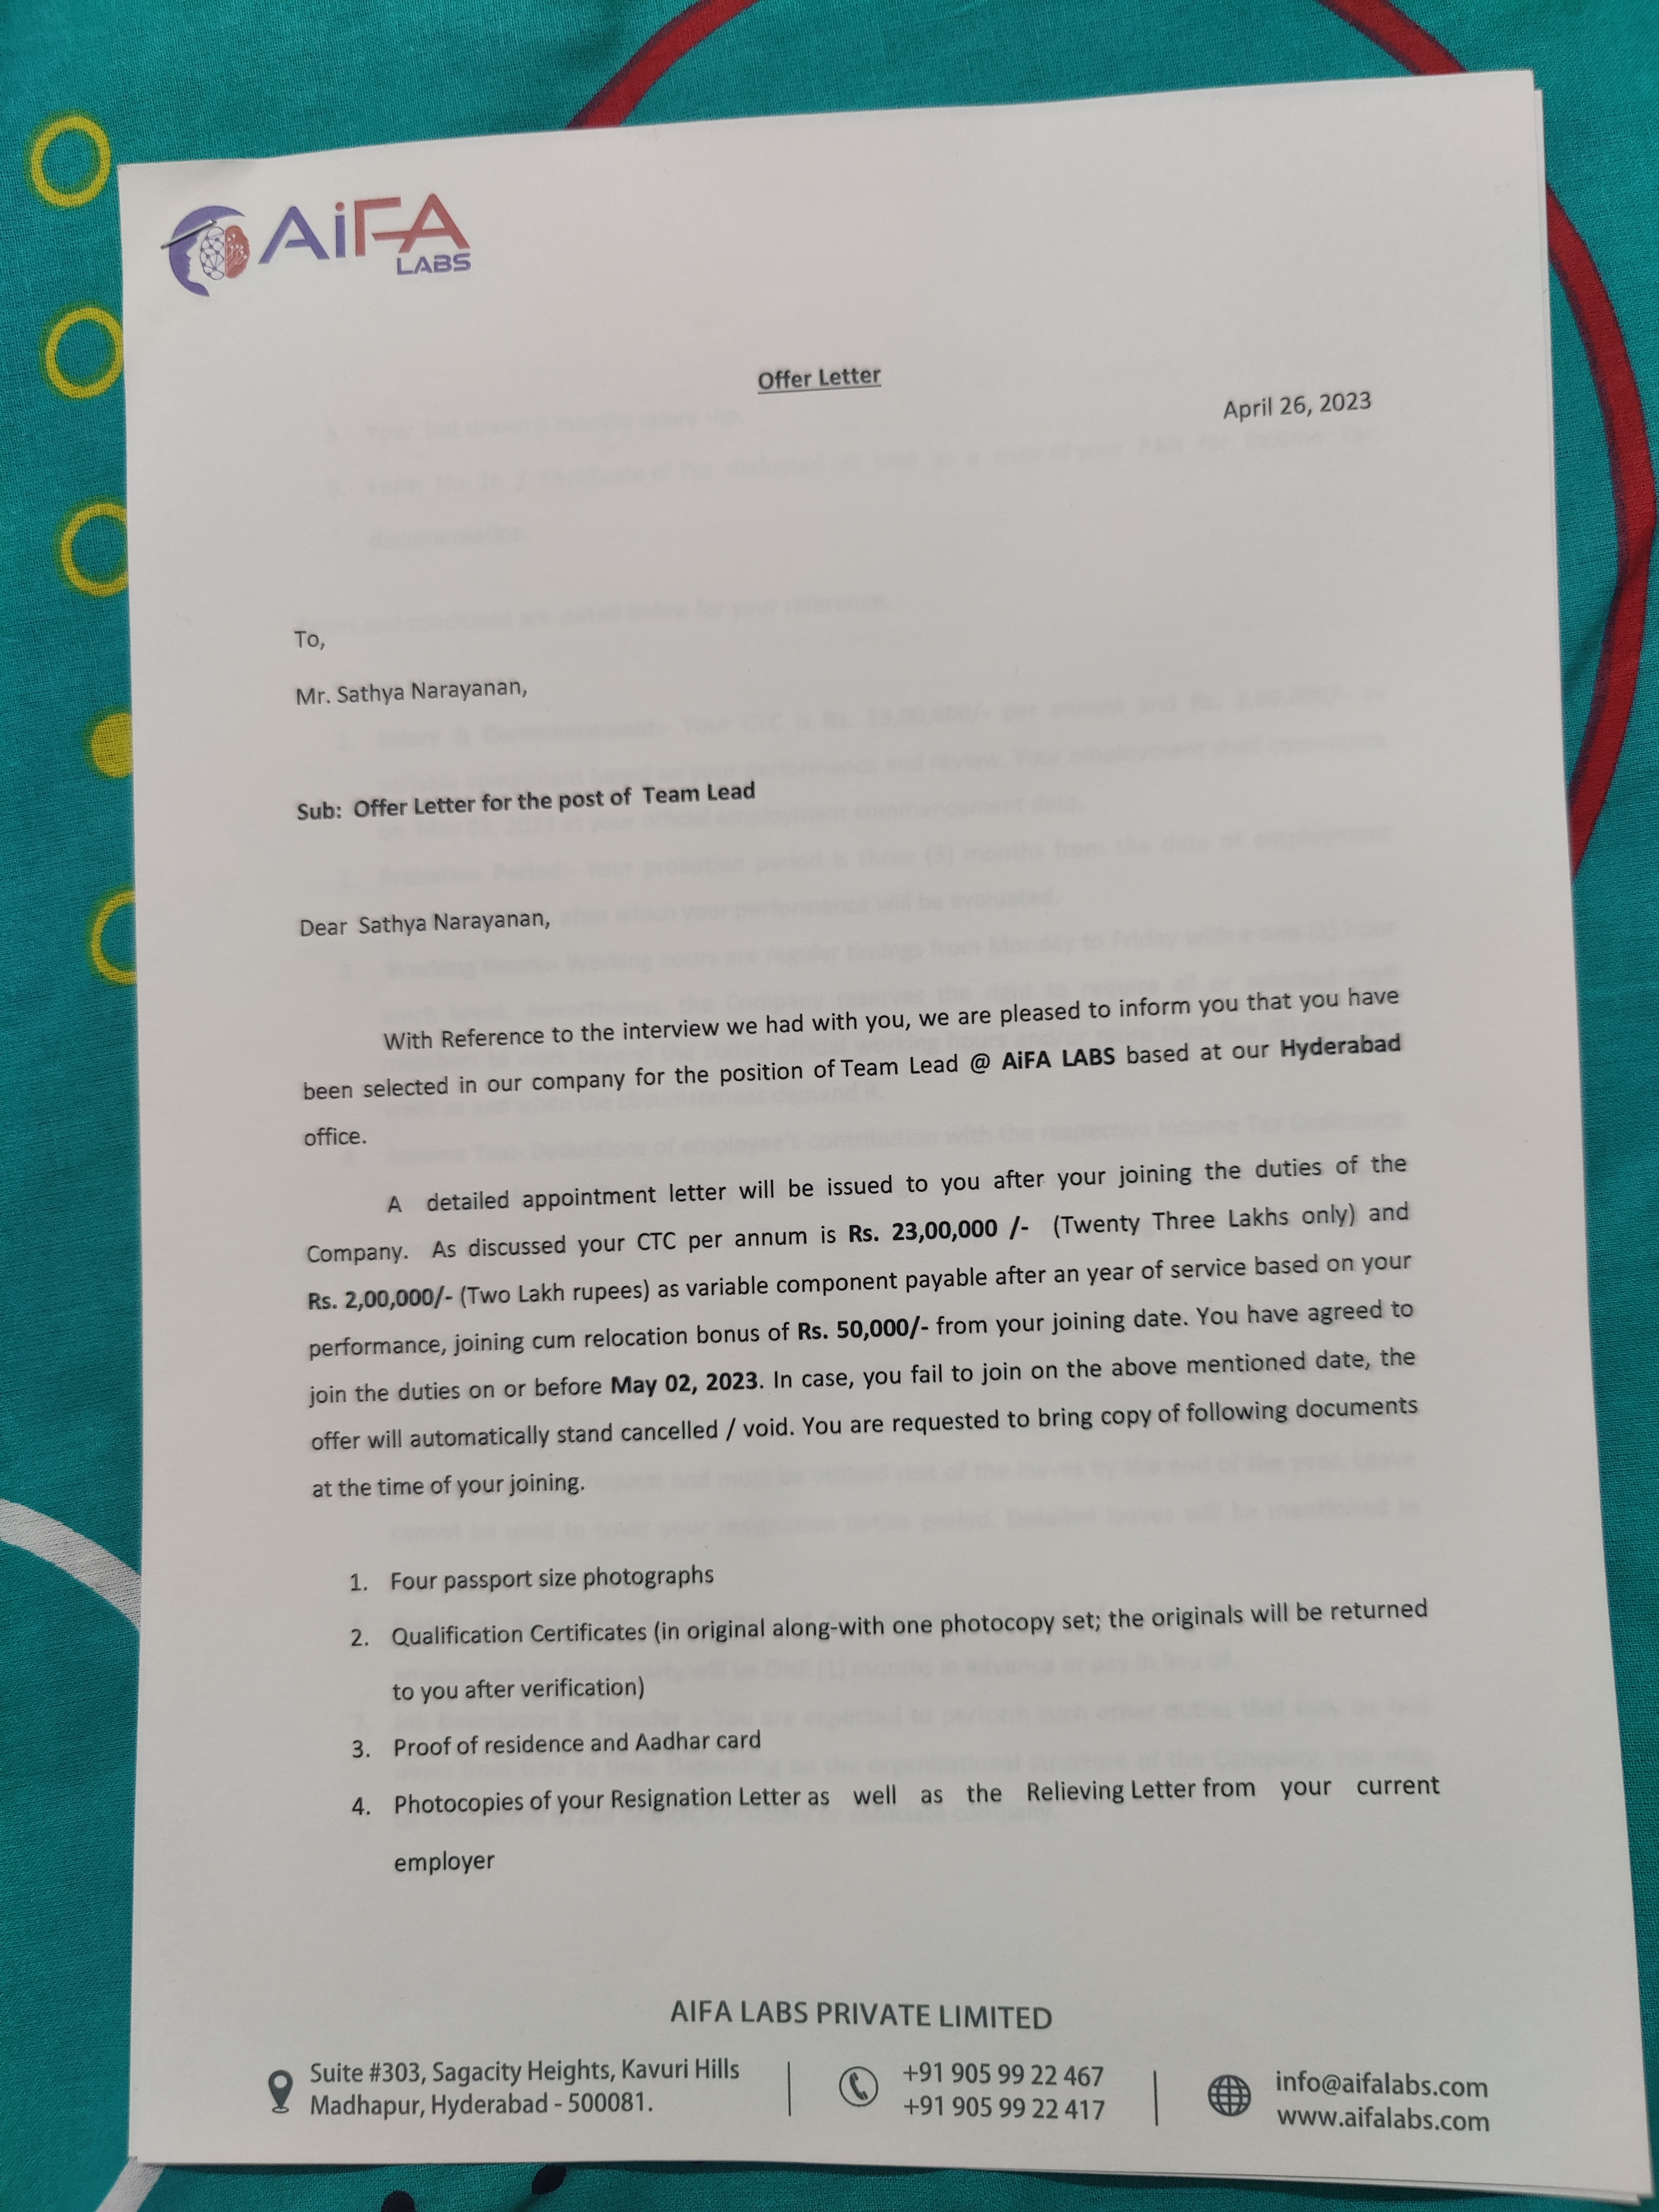 AiFA
LABS
Offer Letter
April 26, 2023
To,
Mr. Sathya Narayanan,
Sub: Offer Letter for the post of Team Lead
Dear Sathya Narayanan,
With Reference to the interview we had with you, we are pleased to inform you that you have
been selected in our company for the position of Team Lead @ AiFA LABS based at our Hyderabad
office.
A detailed appointment letter will be issued to you after your joining the duties of the
Company. As discussed your CTC per annum is Rs. 23,00,000 /- (Twenty Three Lakhs only) and
Rs. 2,00,000/- (Two Lakh rupees) as variable component payable after an year of service based on your
performance, joining cum relocation bonus of Rs. 50,000/- from your joining date. You have agreed to
join the duties on or before May 02, 2023. In case, you fail to join on the above mentioned date, the
offer will automatically stand cancelled / void. You are requested to bring copy of following documents
at the time of your joining.
1. Four passport size photographs
2. Qualification Certificates (in original along-with one photocopy set; the originals will be returned
to you after verification)
3. Proof of residence and Aadhar card
4. Photocopies of your Resignation Letter as well as the Relieving Letter from your current
employer
AIFA LABS PRIVATE LIMITED
Suite #303, Sagacity Heights, Kavuri Hills
Madhapur, Hyderabad - 500081.
+91 905 99 22 467
+91 905 99 22 417
info@aifalabs.com
www.aifalabs.com